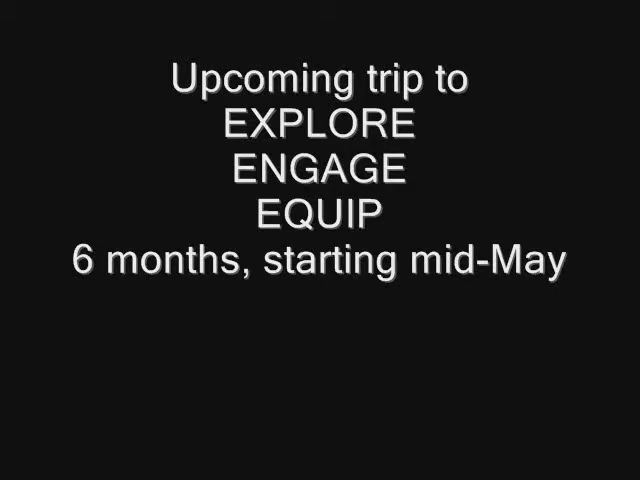 Upcoming trip to
EXPLORE
ENGAGE
EQUIP
6 months, starting mid-May